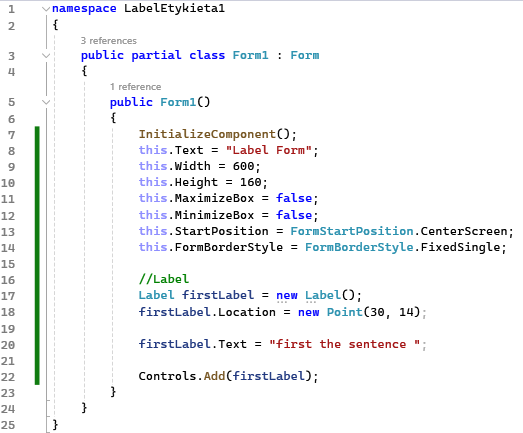 1 namespace LabelEtykieta1
2 {
3 references
3 public partial class Form1 : Form
4 {
1 reference
5 public Form1()
6 {
7 InitializeComponent();
8 this.Text = "Label Form";
9 this.Width = 600;
10 this.Height = 160;
11 this.MaximizeBox = false;
12 this.MinimizeBox = false;
13 this.StartPosition = FormStartPosition.CenterScreen;
14 this.FormBorderStyle = FormBorderStyle.FixedSingle;
15
16 //Label
17 Label firstLabel = new Label();
18 firstLabel.Location = new Point(30, 14);
19
20 firstLabel.Text = "first the sentence ";
21
22 Controls.Add(firstLabel);
23 }
24 }
25 }